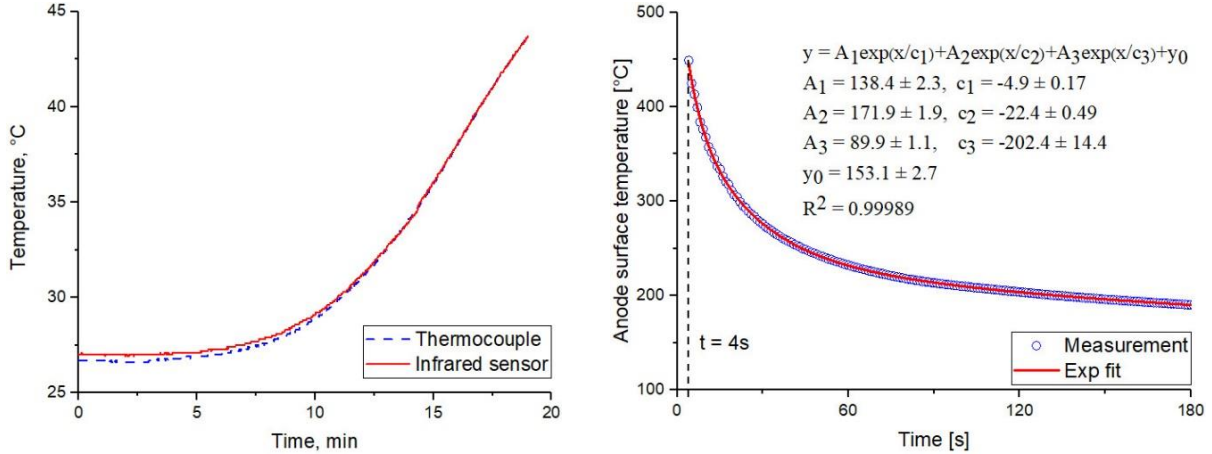 45
40
35
30
25
Temperature, °C
0
5
10
15
20
Time, min
Thermocouple
Infrared sensor
500
450
400
300
200
100
Anode surface temperature [°C]
0
60
120
180
Time [s]
y = A1exp(x/c1)+A2exp(x/c2)+A3exp(x/c3)+y0
A1 = 138.4 ± 2.3, c1 = -4.9 ± 0.17
A2 = 171.9 ± 1.9, c2 = -22.4 ± 0.49
A3 = 89.9 ± 1.1, c3 = -202.4 ± 14.4
y0 = 153.1 ± 2.7
R2 = 0.99989
t = 4s
Measurement
Exp fit